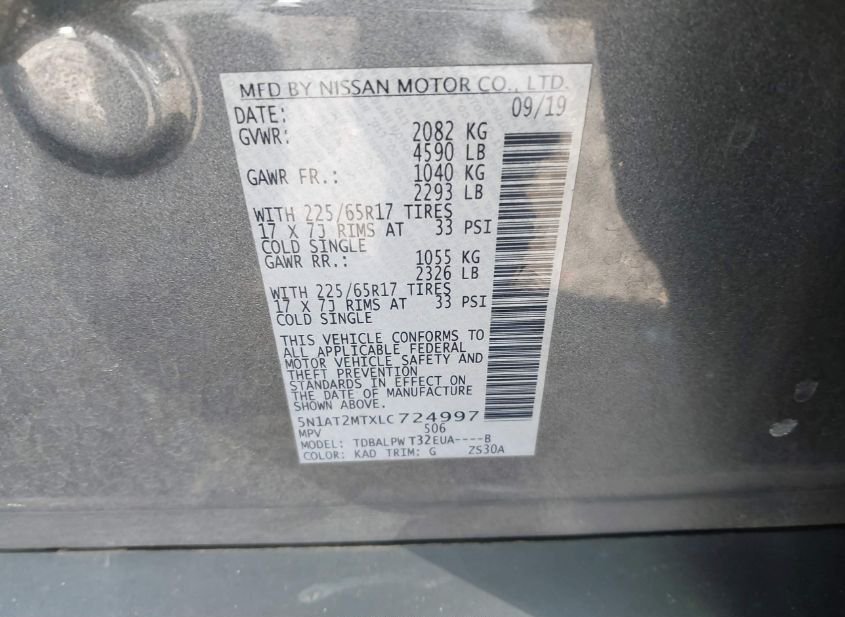 MFD BY NISSAN MOTOR CO., LTD.
DATE: 09/19
GVWR: 2082 KG
4590 LB
GAWR FR.: 1040 KG
2293 LB
WITH 225/65R17 TIRES
17 X 7J RIMS AT 33 PSI
COLD SINGLE
GAWR RR.: 1055 KG
2326 LB
WITH 225/65R17 TIRES
17 X 7J RIMS AT 33 PSI
COLD SINGLE
THIS VEHICLE CONFORMS TO
ALL APPLICABLE FEDERAL
MOTOR VEHICLE SAFETY AND
THEFT PREVENTION
STANDARDS IN EFFECT ON
THE DATE OF MANUFACTURE
SHOWN ABOVE.
5N1AT2MTXLC724997
MPV 506
MODEL: TDBALPW T32EUA----B
COLOR: KAD TRIM: G ZS30A